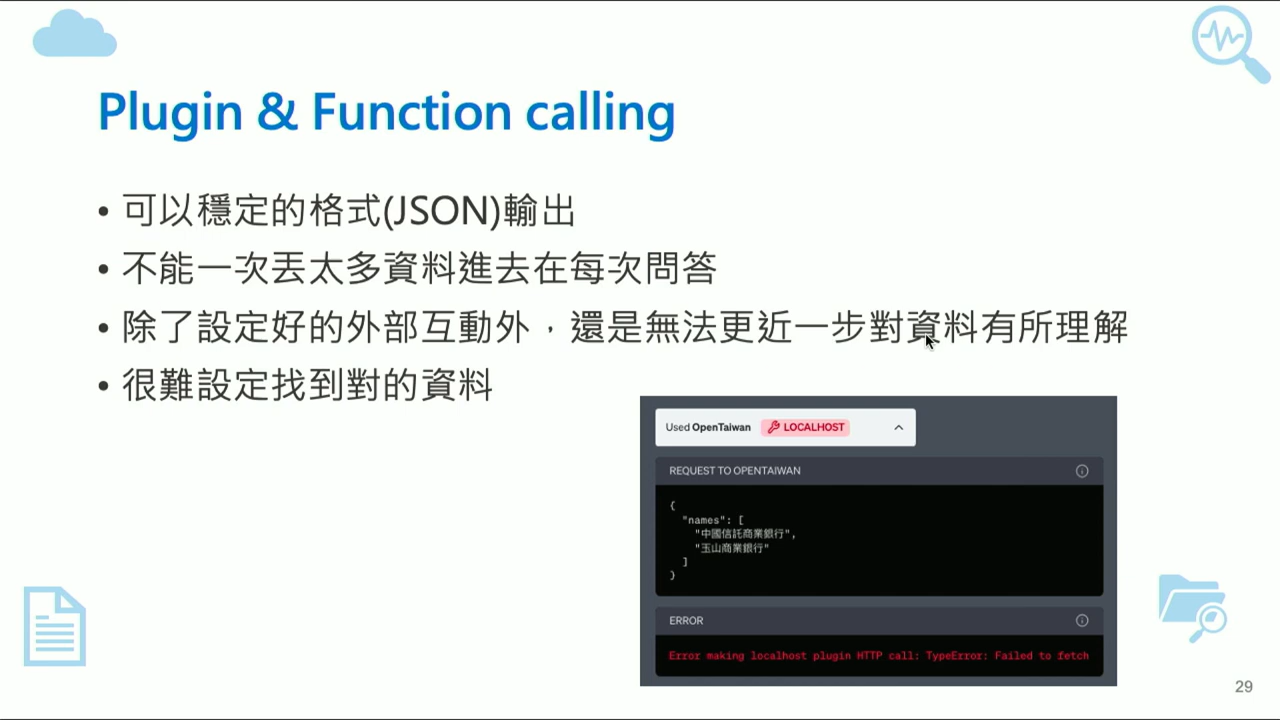 Plugin & Function calling
• 可以穩定的格式(JSON)輸出
• 不能一次丟太多資料進去在每次問答
• 除了設定好的外部互動外，還是無法更近一步對資料有所理解
• 很難設定找到對的資料
Used OpenTaiwan LOCALHOST
REQUEST TO OPENTAIWAN
{
"names": [
"中國信託商業銀行",
"玉山商業銀行"
]
}
ERROR
Error making localhost plugin HTTP call: TypeError: Failed to fetch
29